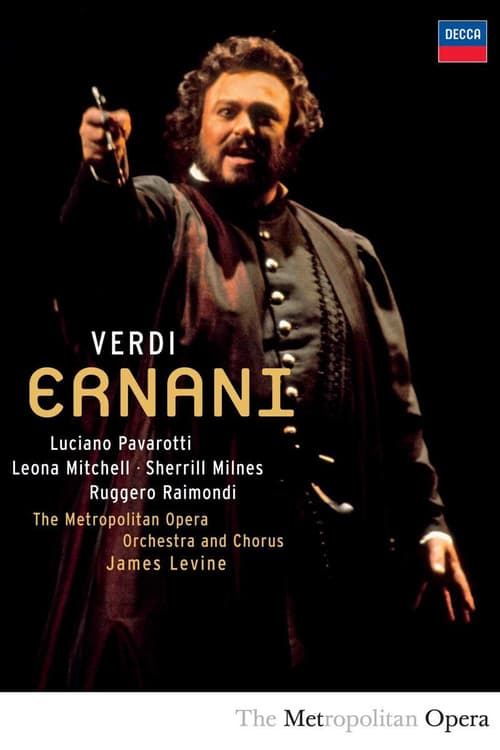 DECCA
VERDI
ERNANI
Luciano Pavarotti
Leona Mitchell · Sherrill Milnes
Ruggero Raimondi
The Metropolitan Opera
Orchestra and Chorus
James Levine
The Metropolitan Opera